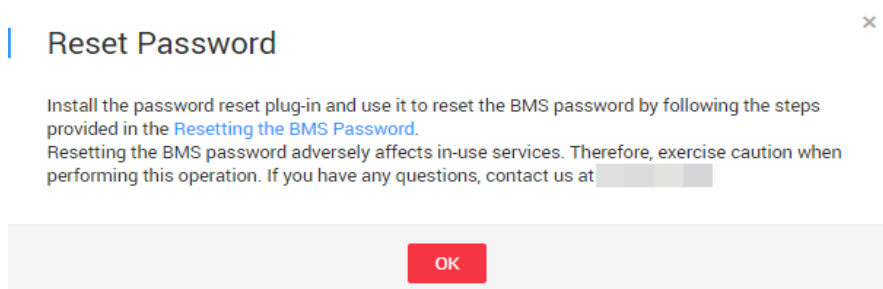 ×
Reset Password
Install the password reset plug-in and use it to reset the BMS password by following the steps
provided in the Resetting the BMS Password.
Resetting the BMS password adversely affects in-use services. Therefore, exercise caution when
performing this operation. If you have any questions, contact us at
OK